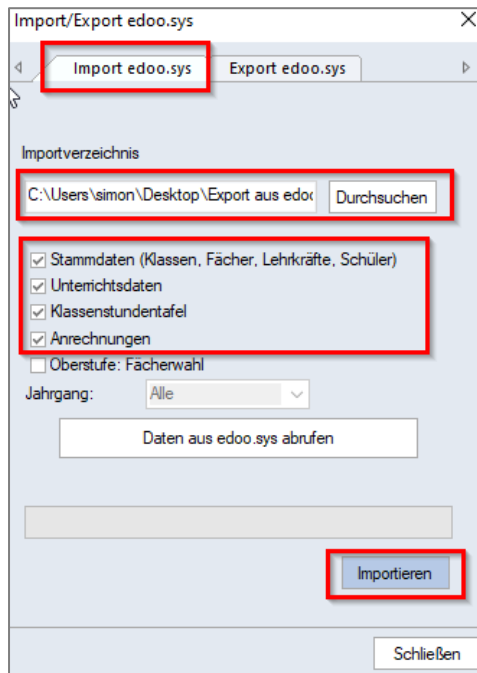 Import/Export edoo.sys
Import edoo.sys Export edoo.sys
Importverzeichnis
C:\Users\simon\Desktop\Export aus edoo Durchsuchen
Stammdaten (Klassen, Fächer, Lehrkräfte, Schüler)
Unterrichtsdaten
Klassenstundentafel
Anrechnungen
Oberstufe: Fächerwahl
Jahrgang: Alle
Daten aus edoo.sys abrufen
Importieren
Schließen